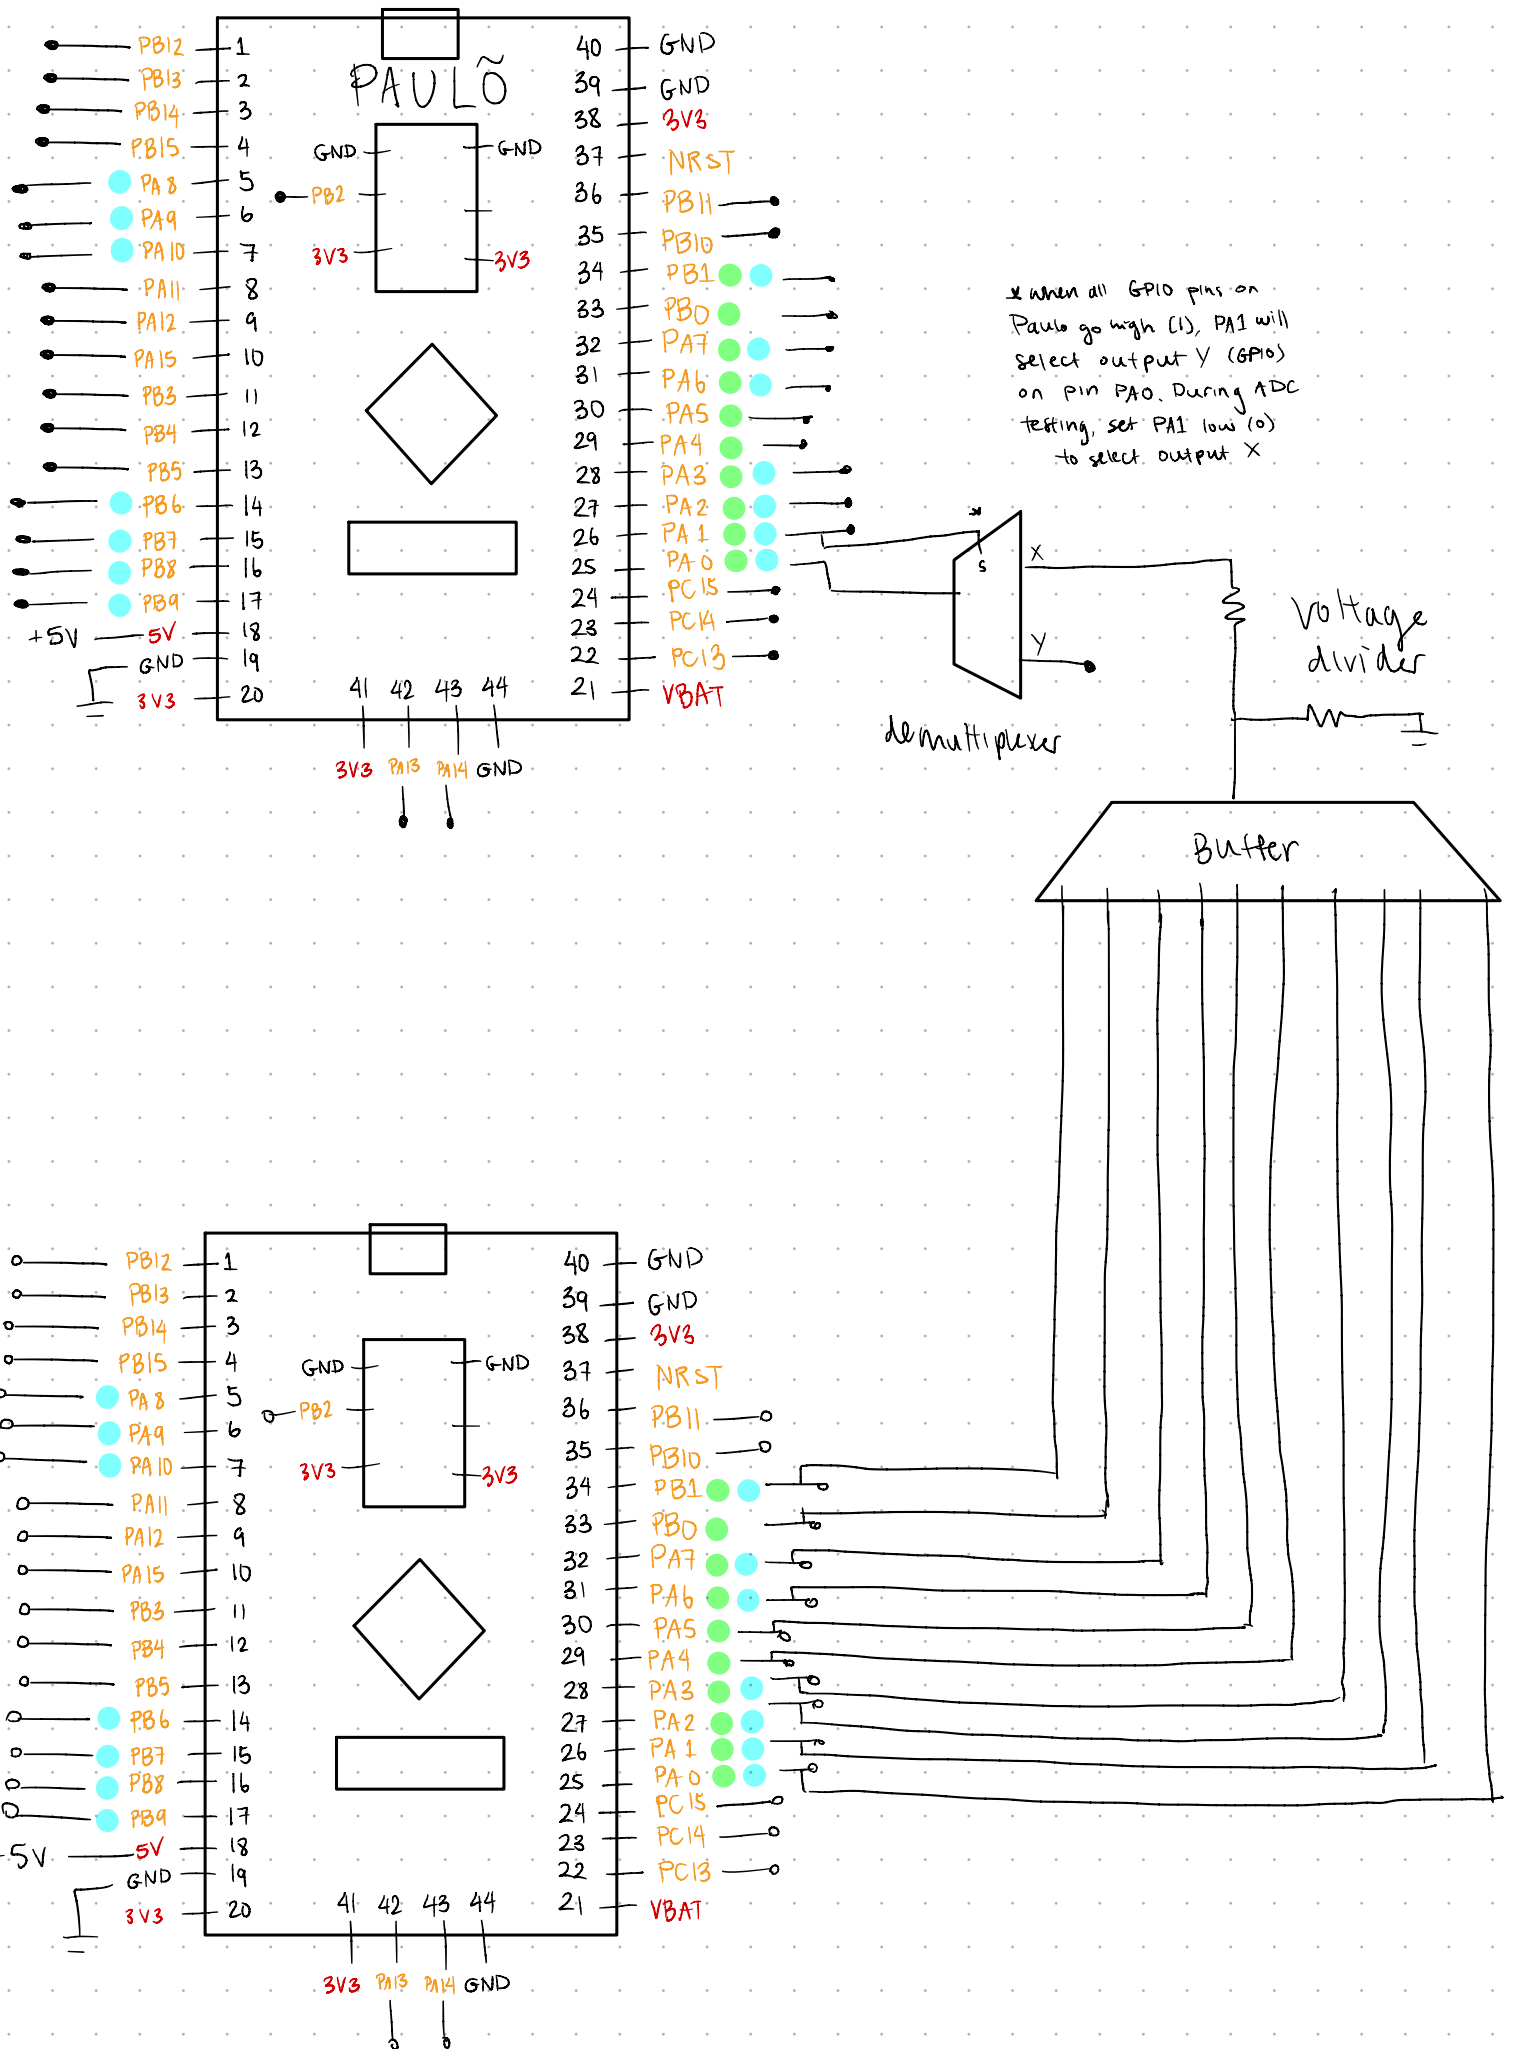 PAULÕ
PB12 1
PB13 2
PB14 3
PB15 4
PA8 5
PA9 6
PA10 7
PA11 8
PA12 9
PA15 10
PB3 11
PB4 12
PB5 13
PB6 14
PB7 15
PB8 16
PB9 17
+5V 5V 18
GND 19
3V3 20
GND GND
PB2
3V3 3V3
40 GND
39 GND
38 3V3
37 NRST
36 PB11
35 PB10
34 PB1
33 PB0
32 PA7
31 PA6
30 PA5
29 PA4
28 PA3
27 PA2
26 PA1
25 PA0
24 PC15
23 PC14
22 PC13
21 VBAT
41 42 43 44
3V3 PA13 PA14 GND
* when all GPIO pins on
Paulo go high (1), PA1 will
select output Y (GPIO)
on pin PA0. During ADC
testing, set PA1 low (0)
to select output X
*
S
X
Y
demultiplexer
voltage
divider
Buffer
PB12 1
PB13 2
PB14 3
PB15 4
PA8 5
PA9 6
PA10 7
PA11 8
PA12 9
PA15 10
PB3 11
PB4 12
PB5 13
PB6 14
PB7 15
PB8 16
PB9 17
5V 5V 18
GND 19
3V3 20
GND GND
PB2
3V3 3V3
40 GND
39 GND
38 3V3
37 NRST
36 PB11
35 PB10
34 PB1
33 PB0
32 PA7
31 PA6
30 PA5
29 PA4
28 PA3
27 PA2
26 PA1
25 PA0
24 PC15
23 PC14
22 PC13
21 VBAT
41 42 43 44
3V3 PA13 PA14 GND